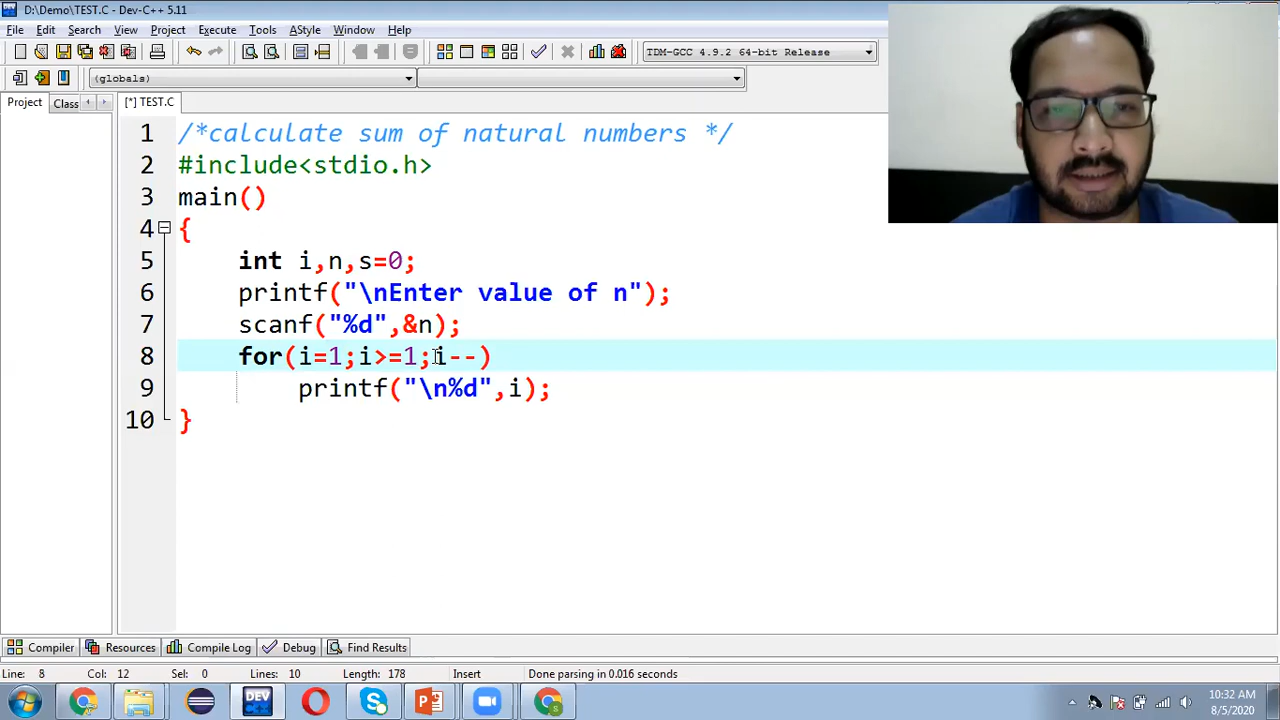 D:\Demo\TEST.C - Dev-C++ 5.11
File Edit Search View Project Execute Tools AStyle Window Help
TDM-GCC 4.9.2 64-bit Release
(globals)
Project Class [*] TEST.C
1 /*calculate sum of natural numbers */
2 #include<stdio.h>
3 main()
4 {
5 int i,n,s=0;
6 printf("\nEnter value of n");
7 scanf("%d",&n);
8 for(i=1;i>=1;i--)
9 printf("\n%d",i);
10 }
Compiler Resources Compile Log Debug Find Results
Line: 8 Col: 12 Sel: 0 Lines: 10 Length: 178 Insert Done parsing in 0.016 seconds
DEV C++
10:32 AM
8/5/2020